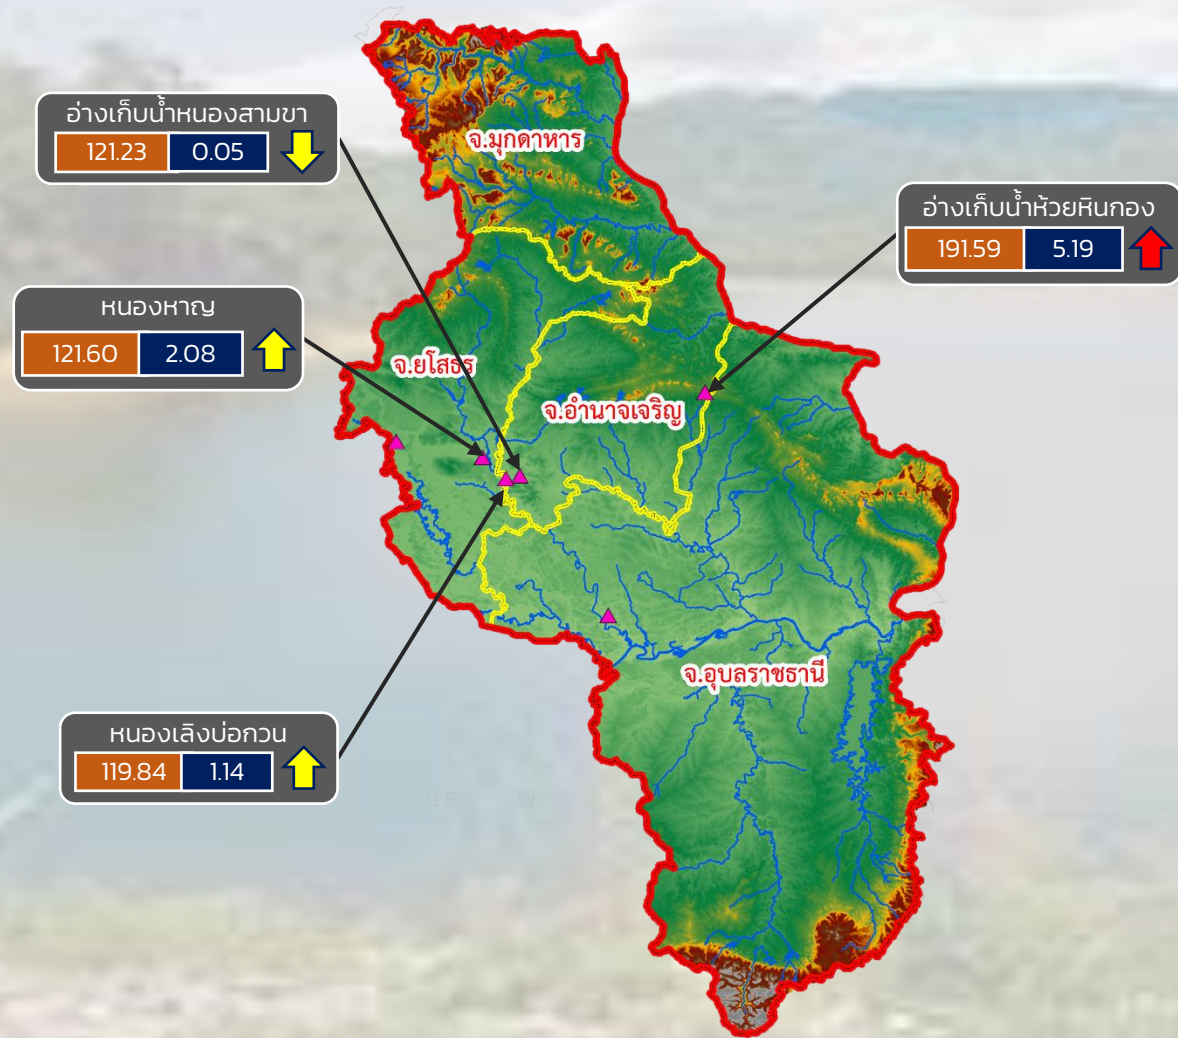 อ่างเก็บน้ำหนองสามขา
121.23 0.05
จ.มุกดาหาร
อ่างเก็บน้ำห้วยหินกอง
191.59 5.19
หนองหาญ
121.60 2.08
จ.ยโสธร
จ.อำนาจเจริญ
จ.อุบลราชธานี
หนองเลิงบ่อกวน
119.84 1.14